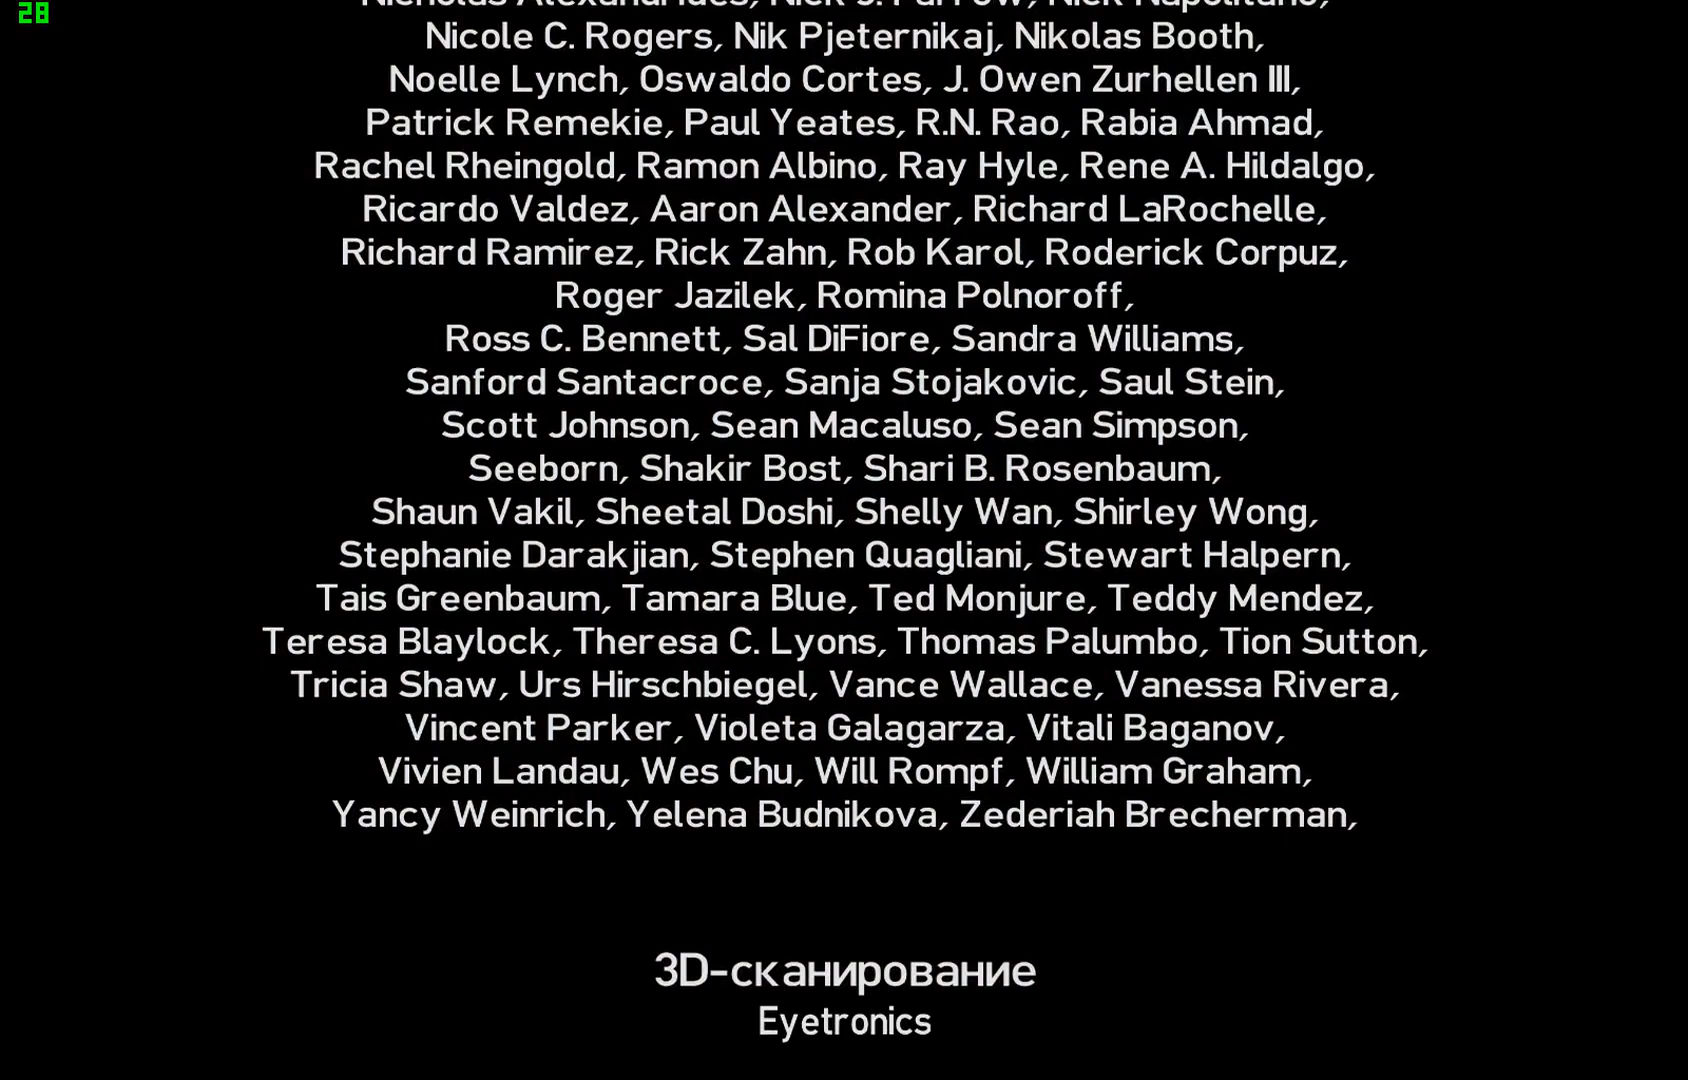 28
Nicholas Alexandrides, Nick J. Parrow, Nick Napolitano,
Nicole C. Rogers, Nik Pjeternikaj, Nikolas Booth,
Noelle Lynch, Oswaldo Cortes, J. Owen Zurhellen III,
Patrick Remekie, Paul Yeates, R.N. Rao, Rabia Ahmad,
Rachel Rheingold, Ramon Albino, Ray Hyle, Rene A. Hildalgo,
Ricardo Valdez, Aaron Alexander, Richard LaRochelle,
Richard Ramirez, Rick Zahn, Rob Karol, Roderick Corpuz,
Roger Jazilek, Romina Polnoroff,
Ross C. Bennett, Sal DiFiore, Sandra Williams,
Sanford Santacroce, Sanja Stojakovic, Saul Stein,
Scott Johnson, Sean Macaluso, Sean Simpson,
Seeborn, Shakir Bost, Shari B. Rosenbaum,
Shaun Vakil, Sheetal Doshi, Shelly Wan, Shirley Wong,
Stephanie Darakjian, Stephen Quagliani, Stewart Halpern,
Tais Greenbaum, Tamara Blue, Ted Monjure, Teddy Mendez,
Teresa Blaylock, Theresa C. Lyons, Thomas Palumbo, Tion Sutton,
Tricia Shaw, Urs Hirschbiegel, Vance Wallace, Vanessa Rivera,
Vincent Parker, Violeta Galagarza, Vitali Baganov,
Vivien Landau, Wes Chu, Will Rompf, William Graham,
Yancy Weinrich, Yelena Budnikova, Zederiah Brecherman,
3D-сканирование
Eyetronics